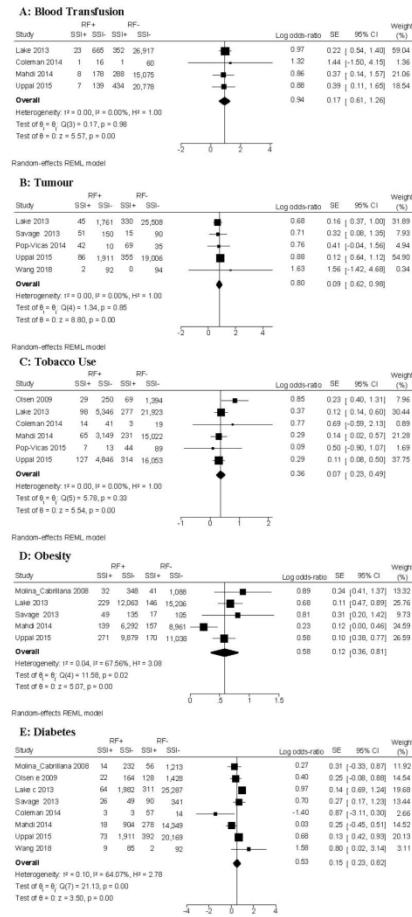 A: Blood Transfusion
RF+ RF- Weight
Study SSI+ SSI- SSI+ SSI- Log odds-ratio SE 95% CI (%)
Lake 2013 23 665 352 26,917 0.97 0.22 [ 0.54, 1.40] 59.04
Coleman 2014 1 16 1 60 1.32 1.44 [ -1.50, 4.15] 1.36
Mahdi 2014 8 178 288 15,075 0.86 0.37 [ 0.14, 1.57] 21.06
Uppal 2015 7 139 434 20,778 0.88 0.39 [ 0.11, 1.65] 18.54
Overall 0.94 0.17 [ 0.61, 1.26]
Heterogeneity: τ² = 0.00, I² = 0.00%, H² = 1.00
Test of θi = θj: Q(3) = 0.17, p = 0.98
Test of θ = 0: z = 5.57, p = 0.00
-2 0 2 4
Random-effects REML model
B: Tumour
RF+ RF- Weight
Study SSI+ SSI- SSI+ SSI- Log odds-ratio SE 95% CI (%)
Lake 2013 45 1,761 330 25,508 0.68 0.16 [ 0.37, 1.00] 31.89
Savage 2013 51 150 15 90 0.71 0.32 [ 0.08, 1.35] 7.93
Pop-Vicas 2014 42 10 69 35 0.76 0.41 [ -0.04, 1.56] 4.94
Uppal 2015 86 1,911 355 19,006 0.88 0.12 [ 0.64, 1.12] 54.90
Wang 2018 2 92 0 94 1.63 1.56 [ -1.42, 4.68] 0.34
Overall 0.80 0.09 [ 0.62, 0.98]
Heterogeneity: τ² = 0.00, I² = 0.00%, H² = 1.00
Test of θi = θj: Q(4) = 1.34, p = 0.85
Test of θ = 0: z = 8.80, p = 0.00
-2 0 2 4
Random-effects REML model
C: Tobacco Use
RF+ RF- Weight
Study SSI+ SSI- SSI+ SSI- Log odds-ratio SE 95% CI (%)
Olsen 2009 29 250 69 1,394 0.85 0.23 [ 0.40, 1.31] 7.96
Lake 2013 98 5,346 277 21,923 0.37 0.12 [ 0.14, 0.60] 30.44
Coleman 2014 14 41 3 19 0.77 0.69 [ -0.59, 2.13] 0.89
Mahdi 2014 65 3,149 231 15,022 0.29 0.14 [ 0.02, 0.57] 21.28
Pop-Vicas 2015 7 13 44 89 0.09 0.50 [ -0.90, 1.07] 1.69
Uppal 2015 127 4,846 314 16,053 0.29 0.11 [ 0.08, 0.50] 37.75
Overall 0.36 0.07 [ 0.23, 0.49]
Heterogeneity: τ² = 0.00, I² = 0.00%, H² = 1.00
Test of θi = θj: Q(5) = 5.78, p = 0.33
Test of θ = 0: z = 5.54, p = 0.00
-1 0 1 2
Random-effects REML model
D: Obesity
RF+ RF- Weight
Study SSI+ SSI- SSI+ SSI- Log odds-ratio SE 95% CI (%)
Molina_Cabrillana 2008 32 348 41 1,088 0.89 0.24 [ 0.41, 1.37] 13.32
Lake 2013 229 12,063 146 15,206 0.68 0.11 [ 0.47, 0.89] 25.76
Savage 2013 49 135 17 105 0.81 0.31 [ 0.20, 1.42] 9.73
Mahdi 2014 139 6,292 157 8,961 0.23 0.12 [ 0.00, 0.46] 24.59
Uppal 2015 271 9,879 170 11,038 0.58 0.10 [ 0.38, 0.77] 26.59
Overall 0.58 0.12 [ 0.36, 0.81]
Heterogeneity: τ² = 0.04, I² = 67.56%, H² = 3.08
Test of θi = θj: Q(4) = 11.58, p = 0.02
Test of θ = 0: z = 5.07, p = 0.00
0 .5 1 1.5
Random-effects REML model
E: Diabetes
RF+ RF- Weight
Study SSI+ SSI- SSI+ SSI- Log odds-ratio SE 95% CI (%)
Molina_Cabrillana 2008 14 232 56 1,213 0.27 0.31 [ -0.33, 0.87] 11.92
Olsen e 2009 22 164 128 1,428 0.40 0.25 [ -0.08, 0.88] 14.54
Lake c 2013 64 1,982 311 25,287 0.97 0.14 [ 0.69, 1.24] 19.68
Savage 2013 26 49 90 341 0.70 0.27 [ 0.17, 1.23] 13.44
Coleman 2014 3 3 57 14 -1.40 0.87 [ -3.11, 0.30] 2.66
Mahdi 2014 18 904 278 14,349 0.03 0.25 [ -0.45, 0.51] 14.52
Uppal 2015 73 1,911 392 20,169 0.68 0.13 [ 0.42, 0.93] 20.13
Wang 2018 9 85 2 92 1.58 0.80 [ 0.02, 3.14] 3.11
Overall 0.53 0.15 [ 0.23, 0.82]
Heterogeneity: τ² = 0.10, I² = 64.07%, H² = 2.78
Test of θi = θj: Q(7) = 21.13, p = 0.00
Test of θ = 0: z = 3.50, p = 0.00
-4 -2 0 2 4